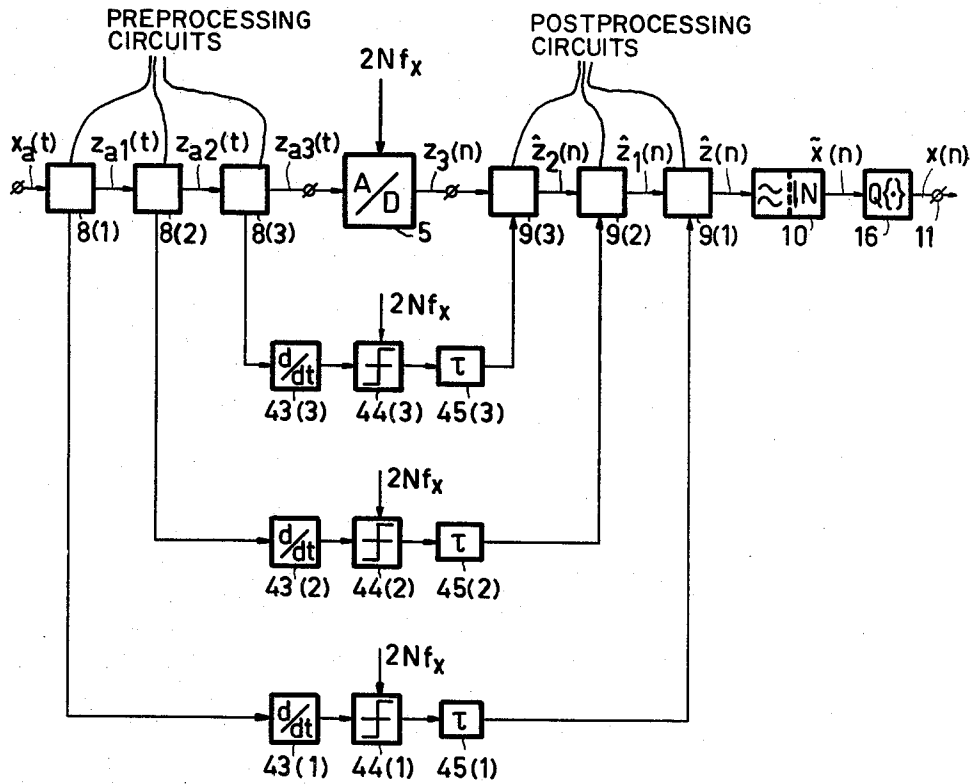 PREPROCESSING
CIRCUITS
POSTPROCESSING
CIRCUITS
2Nfx
xa(t)
za1(t)
za2(t)
za3(t)
A/D
z3(n)
ẑ2(n)
ẑ1(n)
ẑ(n)
x̃(n)
x(n)
↓N
Q{·}
8(1)
8(2)
8(3)
5
9(3)
9(2)
9(1)
10
16
11
2Nfx
d/dt
τ
43(3)
44(3)
45(3)
2Nfx
d/dt
τ
43(2)
44(2)
45(2)
2Nfx
d/dt
τ
43(1)
44(1)
45(1)